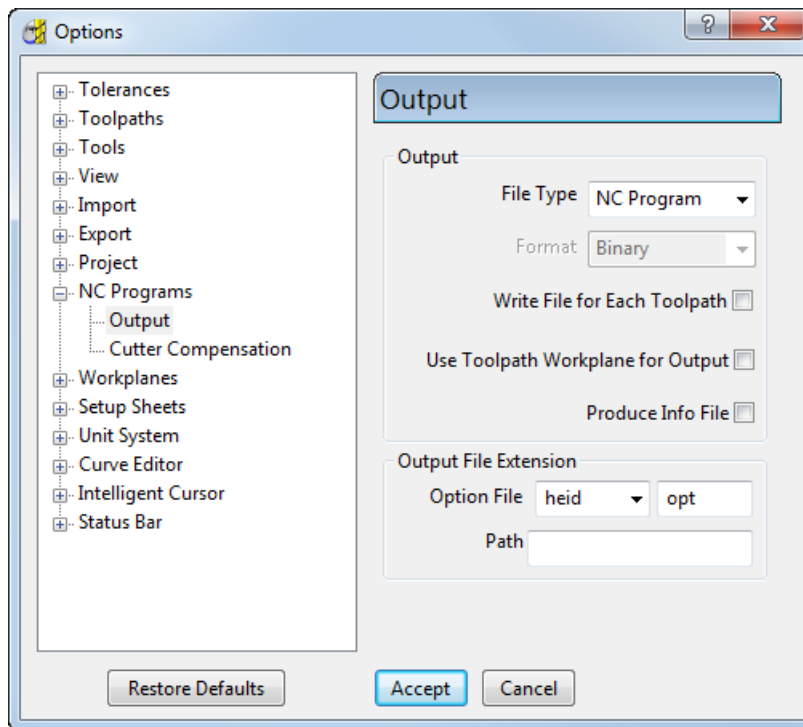 Options
?
Tolerances
Toolpaths
Tools
View
Import
Export
Project
NC Programs
Output
Cutter Compensation
Workplanes
Setup Sheets
Unit System
Curve Editor
Intelligent Cursor
Status Bar
Output
Output
File Type NC Program
Format Binary
Write File for Each Toolpath
Use Toolpath Workplane for Output
Produce Info File
Output File Extension
Option File heid opt
Path
Restore Defaults Accept Cancel